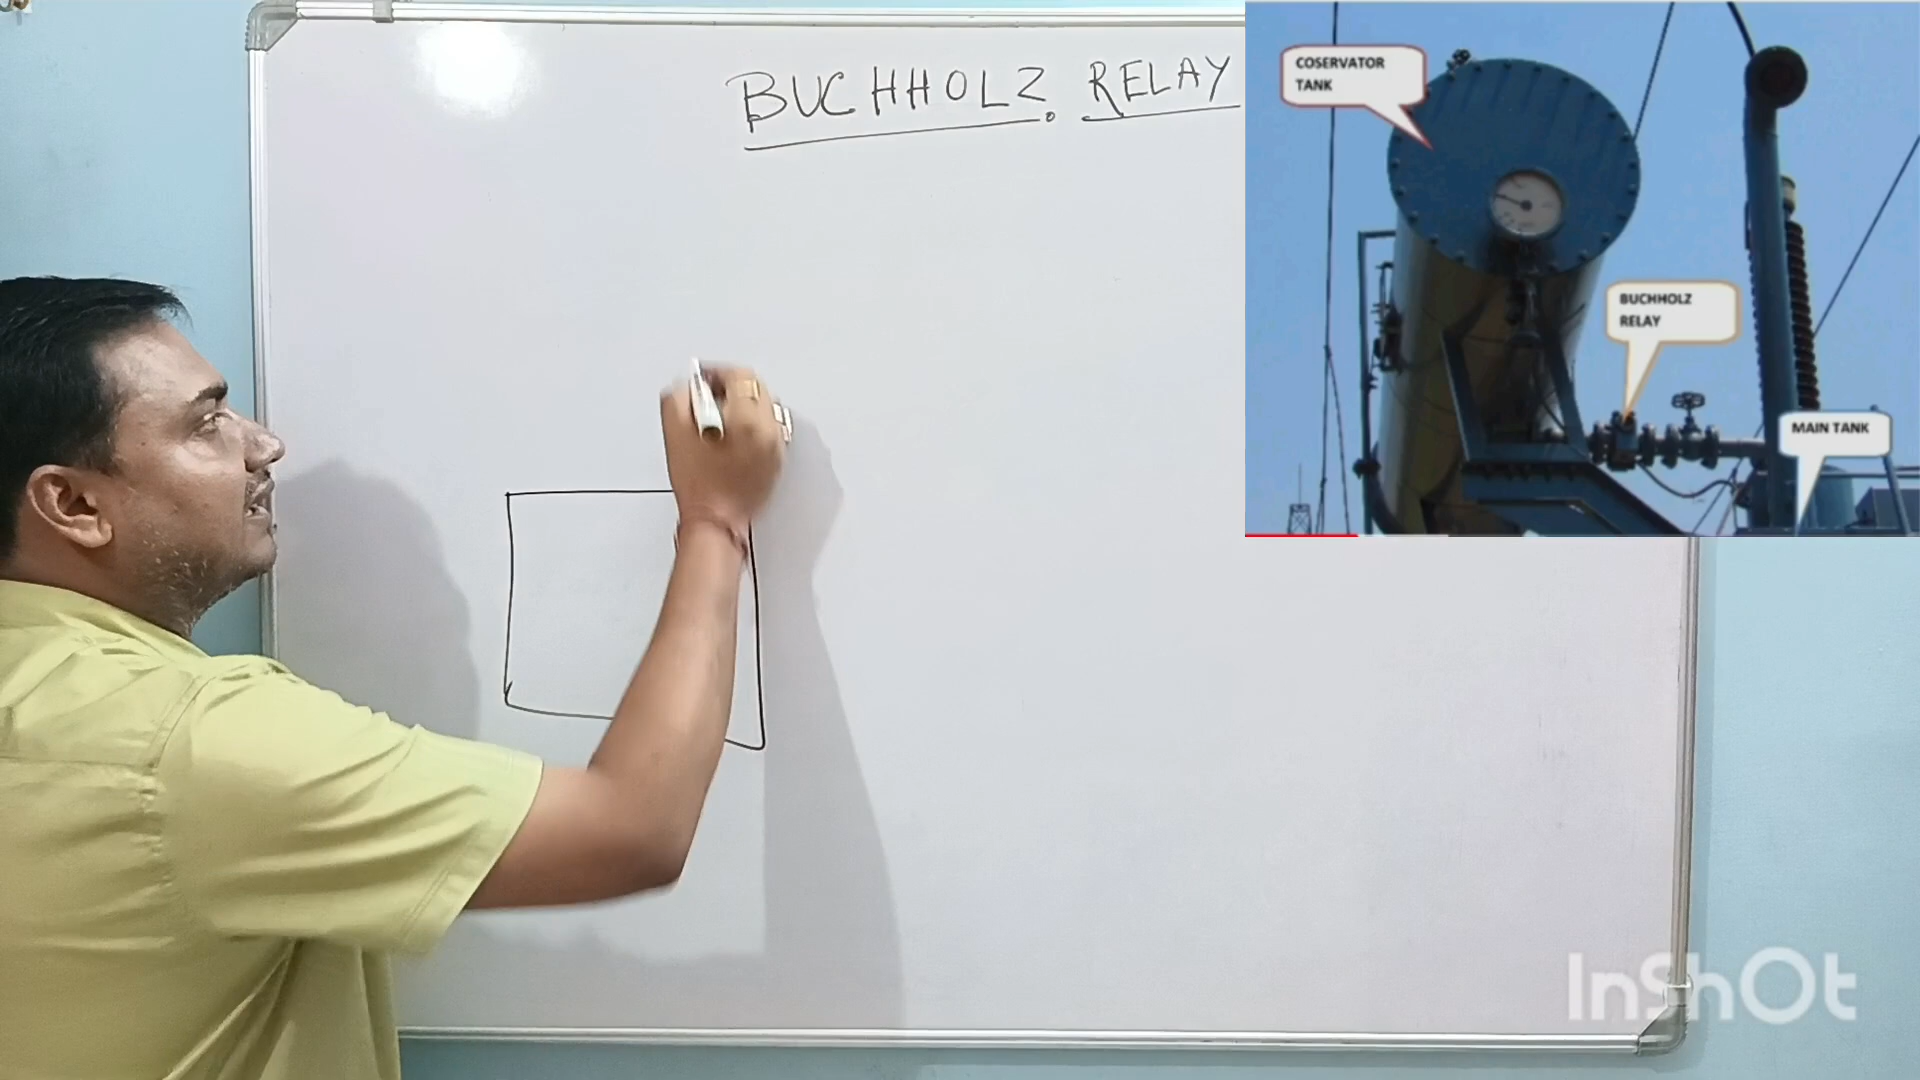 BUCHHOLZ RELAY
COSERVATOR
TANK
BUCHHOLZ
RELAY
MAIN TANK
InShOt